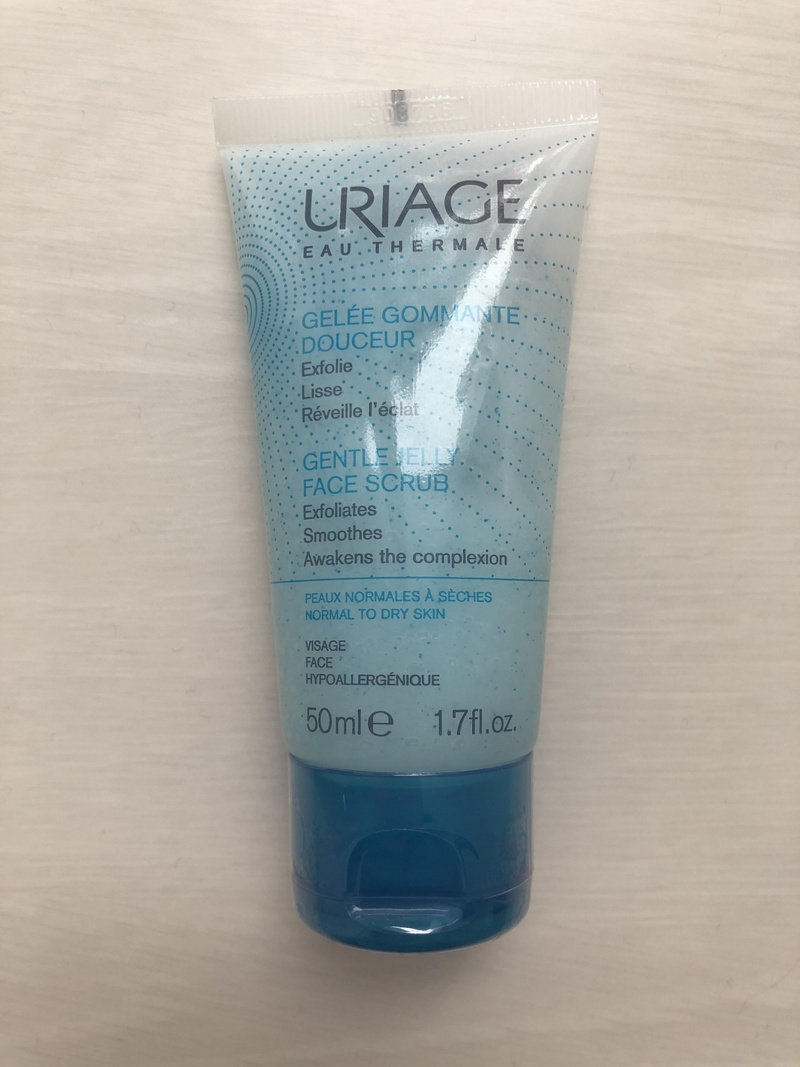 URIAGE
EAU THERMALE
GELÉE GOMMANTE
DOUCEUR
Exfolie
Lisse
Réveille l'éclat
GENTLE JELLY
FACE SCRUB
Exfoliates
Smoothes
Awakens the complexion
PEAUX NORMALES À SÈCHES
NORMAL TO DRY SKIN
VISAGE
FACE
HYPOALLERGÉNIQUE
50ml e 1.7fl.oz.